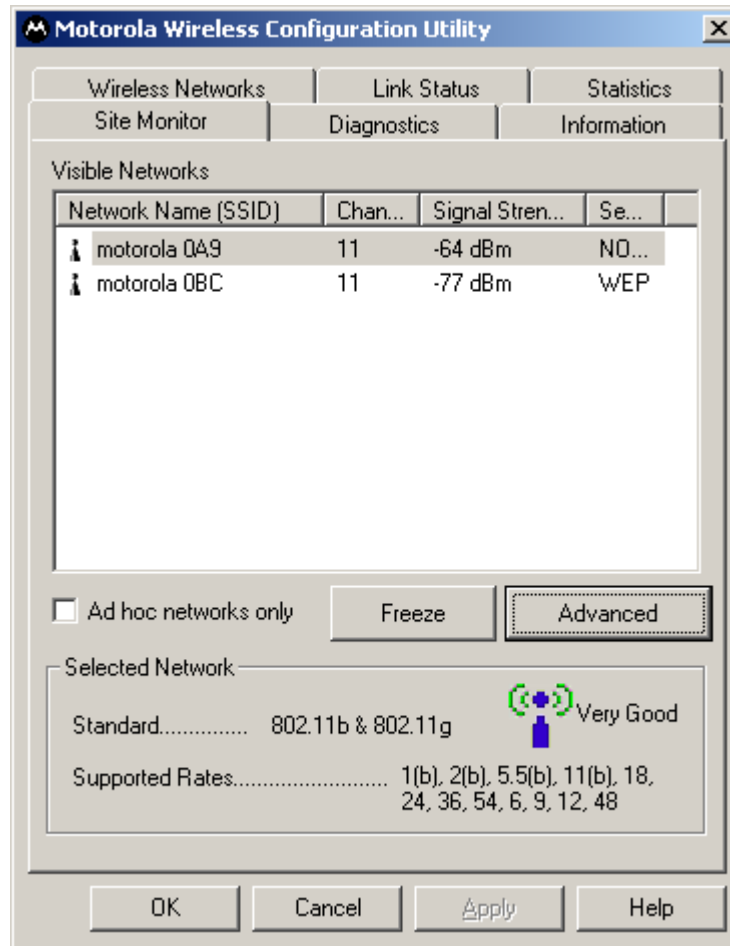 Motorola Wireless Configuration Utility
Wireless Networks Link Status Statistics
Site Monitor Diagnostics Information
Visible Networks
Network Name (SSID) Chan... Signal Stren... Se...
motorola 0A9 11 -64 dBm NO...
motorola 0BC 11 -77 dBm WEP
Ad hoc networks only Freeze Advanced
Selected Network
Very Good
Standard.............. 802.11b & 802.11g
Supported Rates........................ 1(b), 2(b), 5.5(b), 11(b), 18,
24, 36, 54, 6, 9, 12, 48
OK Cancel Apply Help